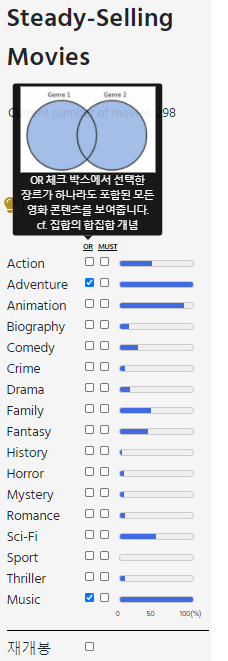 Steady-Selling
Movies
Genre 1 Genre 2
Current number of movies: 298
OR 체크 박스에서 선택한
장르가 하나라도 포함된 모든
영화 콘텐츠를 보여줍니다.
cf. 집합의 합집합 개념
OR MUST
Action
Adventure
Animation
Biography
Comedy
Crime
Drama
Family
Fantasy
History
Horror
Mystery
Romance
Sci-Fi
Sport
Thriller
Music
0 50 100(%)
재개봉